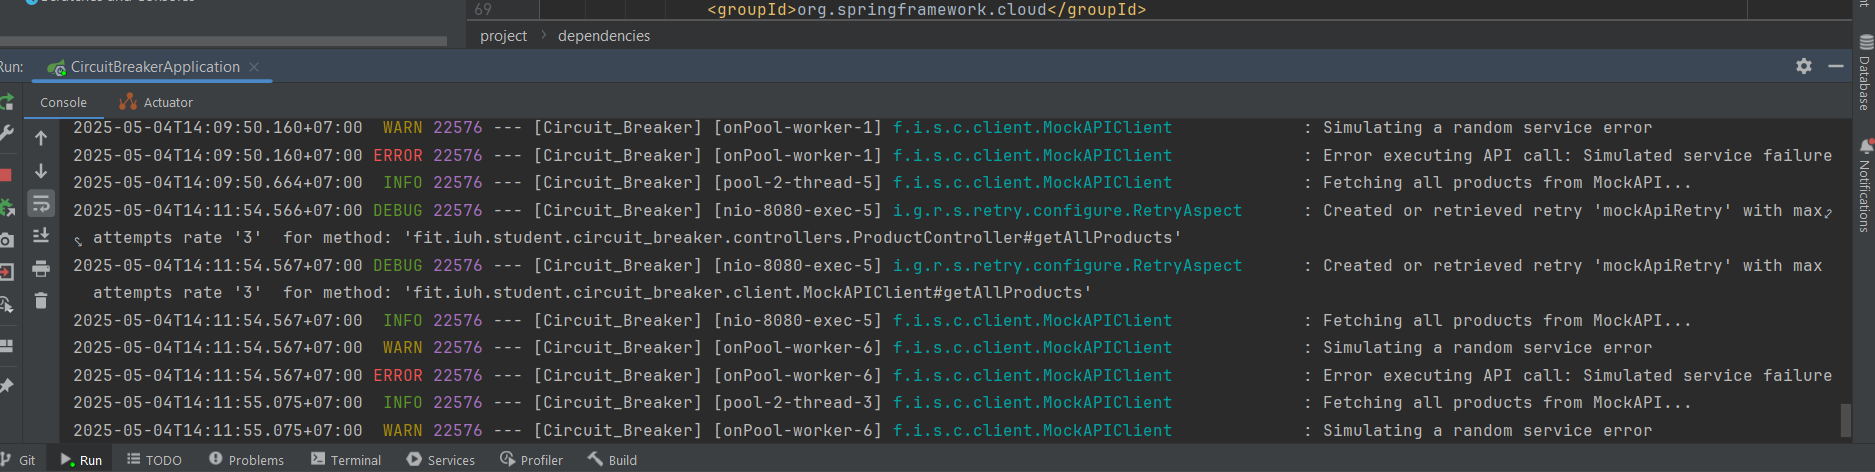 69 <groupId>org.springframework.cloud</groupId>
project > dependencies
Run: CircuitBreakerApplication ×
Console Actuator
2025-05-04T14:09:50.160+07:00  WARN 22576 --- [Circuit_Breaker] [onPool-worker-1] f.i.s.c.client.MockAPIClient : Simulating a random service error
2025-05-04T14:09:50.160+07:00 ERROR 22576 --- [Circuit_Breaker] [onPool-worker-1] f.i.s.c.client.MockAPIClient : Error executing API call: Simulated service failure
2025-05-04T14:09:50.664+07:00  INFO 22576 --- [Circuit_Breaker] [pool-2-thread-5] f.i.s.c.client.MockAPIClient : Fetching all products from MockAPI...
2025-05-04T14:11:54.566+07:00 DEBUG 22576 --- [Circuit_Breaker] [nio-8080-exec-5] i.g.r.s.retry.configure.RetryAspect : Created or retrieved retry 'mockApiRetry' with max
attempts rate '3'  for method: 'fit.iuh.student.circuit_breaker.controllers.ProductController#getAllProducts'
2025-05-04T14:11:54.567+07:00 DEBUG 22576 --- [Circuit_Breaker] [nio-8080-exec-5] i.g.r.s.retry.configure.RetryAspect : Created or retrieved retry 'mockApiRetry' with max
attempts rate '3'  for method: 'fit.iuh.student.circuit_breaker.client.MockAPIClient#getAllProducts'
2025-05-04T14:11:54.567+07:00  INFO 22576 --- [Circuit_Breaker] [nio-8080-exec-5] f.i.s.c.client.MockAPIClient : Fetching all products from MockAPI...
2025-05-04T14:11:54.567+07:00  WARN 22576 --- [Circuit_Breaker] [onPool-worker-6] f.i.s.c.client.MockAPIClient : Simulating a random service error
2025-05-04T14:11:54.567+07:00 ERROR 22576 --- [Circuit_Breaker] [onPool-worker-6] f.i.s.c.client.MockAPIClient : Error executing API call: Simulated service failure
2025-05-04T14:11:55.075+07:00  INFO 22576 --- [Circuit_Breaker] [pool-2-thread-3] f.i.s.c.client.MockAPIClient : Fetching all products from MockAPI...
2025-05-04T14:11:55.075+07:00  WARN 22576 --- [Circuit_Breaker] [onPool-worker-6] f.i.s.c.client.MockAPIClient : Simulating a random service error
Git Run TODO Problems Terminal Services Profiler Build
Database
Notifications